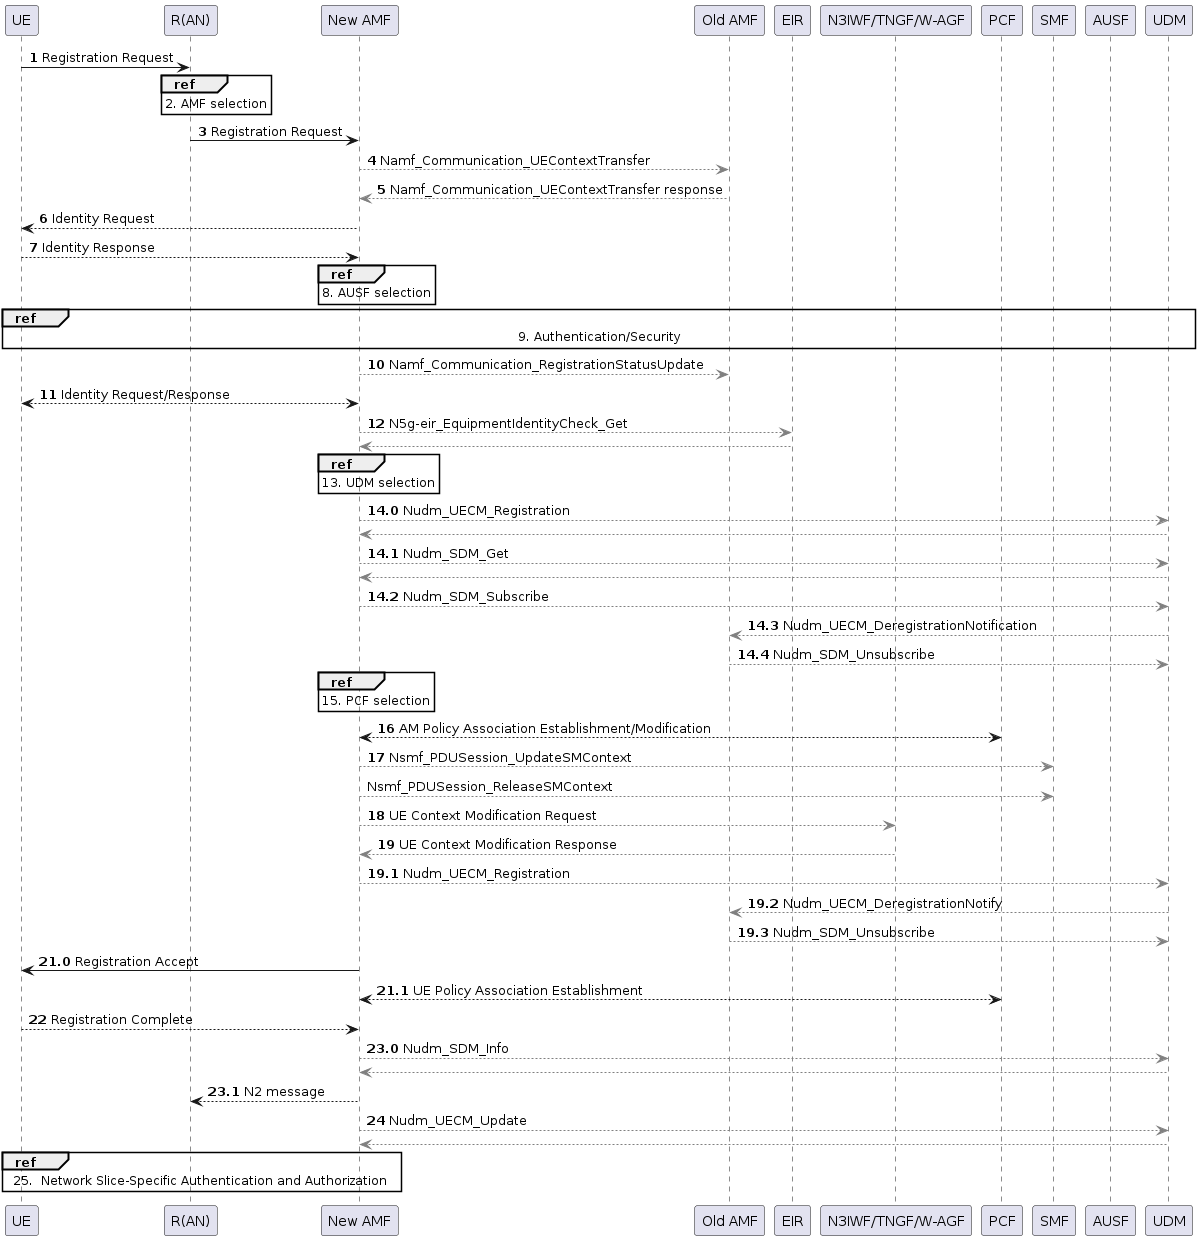 UE R(AN) New AMF Old AMF EIR N3IWF/TNGF/W-AGF PCF SMF AUSF UDM
1 Registration Request
ref
2. AMF selection
3 Registration Request
4 Namf_Communication_UEContextTransfer
5 Namf_Communication_UEContextTransfer response
6 Identity Request
7 Identity Response
ref
8. AUSF selection
ref
9. Authentication/Security
10 Namf_Communication_RegistrationStatusUpdate
11 Identity Request/Response
12 N5g-eir_EquipmentIdentityCheck_Get
ref
13. UDM selection
14.0 Nudm_UECM_Registration
14.1 Nudm_SDM_Get
14.2 Nudm_SDM_Subscribe
14.3 Nudm_UECM_DeregistrationNotification
14.4 Nudm_SDM_Unsubscribe
ref
15. PCF selection
16 AM Policy Association Establishment/Modification
17 Nsmf_PDUSession_UpdateSMContext
Nsmf_PDUSession_ReleaseSMContext
18 UE Context Modification Request
19 UE Context Modification Response
19.1 Nudm_UECM_Registration
19.2 Nudm_UECM_DeregistrationNotify
19.3 Nudm_SDM_Unsubscribe
21.0 Registration Accept
21.1 UE Policy Association Establishment
22 Registration Complete
23.0 Nudm_SDM_Info
23.1 N2 message
24 Nudm_UECM_Update
ref
25. Network Slice-Specific Authentication and Authorization
UE R(AN) New AMF Old AMF EIR N3IWF/TNGF/W-AGF PCF SMF AUSF UDM